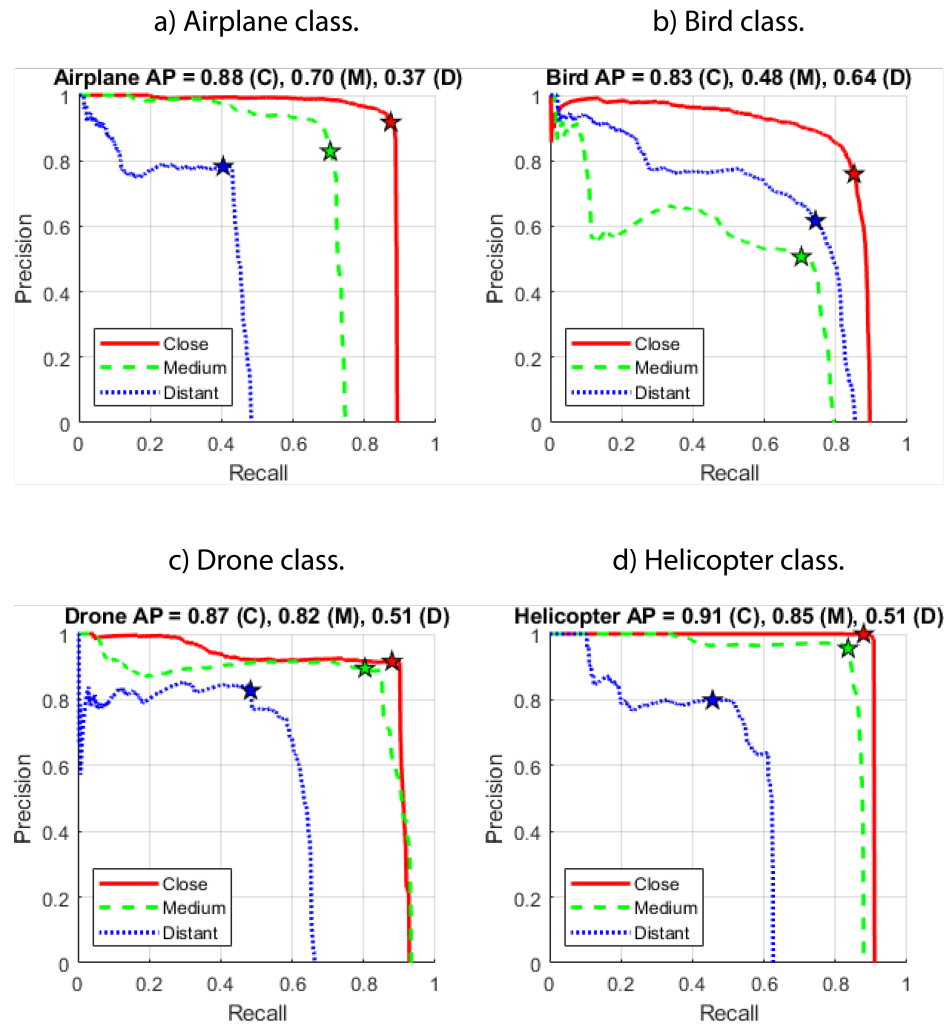 a) Airplane class.
Airplane AP = 0.88 (C), 0.70 (M), 0.37 (D)
1
0.8
0.6
0.4
0.2
0
Precision
Close
Medium
Distant
0 0.2 0.4 0.6 0.8 1
Recall
b) Bird class.
Bird AP = 0.83 (C), 0.48 (M), 0.64 (D)
1
0.8
0.6
0.4
0.2
0
Precision
Close
Medium
Distant
0 0.2 0.4 0.6 0.8 1
Recall
c) Drone class.
Drone AP = 0.87 (C), 0.82 (M), 0.51 (D)
1
0.8
0.6
0.4
0.2
0
Precision
Close
Medium
Distant
0 0.2 0.4 0.6 0.8 1
Recall
d) Helicopter class.
Helicopter AP = 0.91 (C), 0.85 (M), 0.51 (D)
1
0.8
0.6
0.4
0.2
0
Precision
Close
Medium
Distant
0 0.2 0.4 0.6 0.8 1
Recall